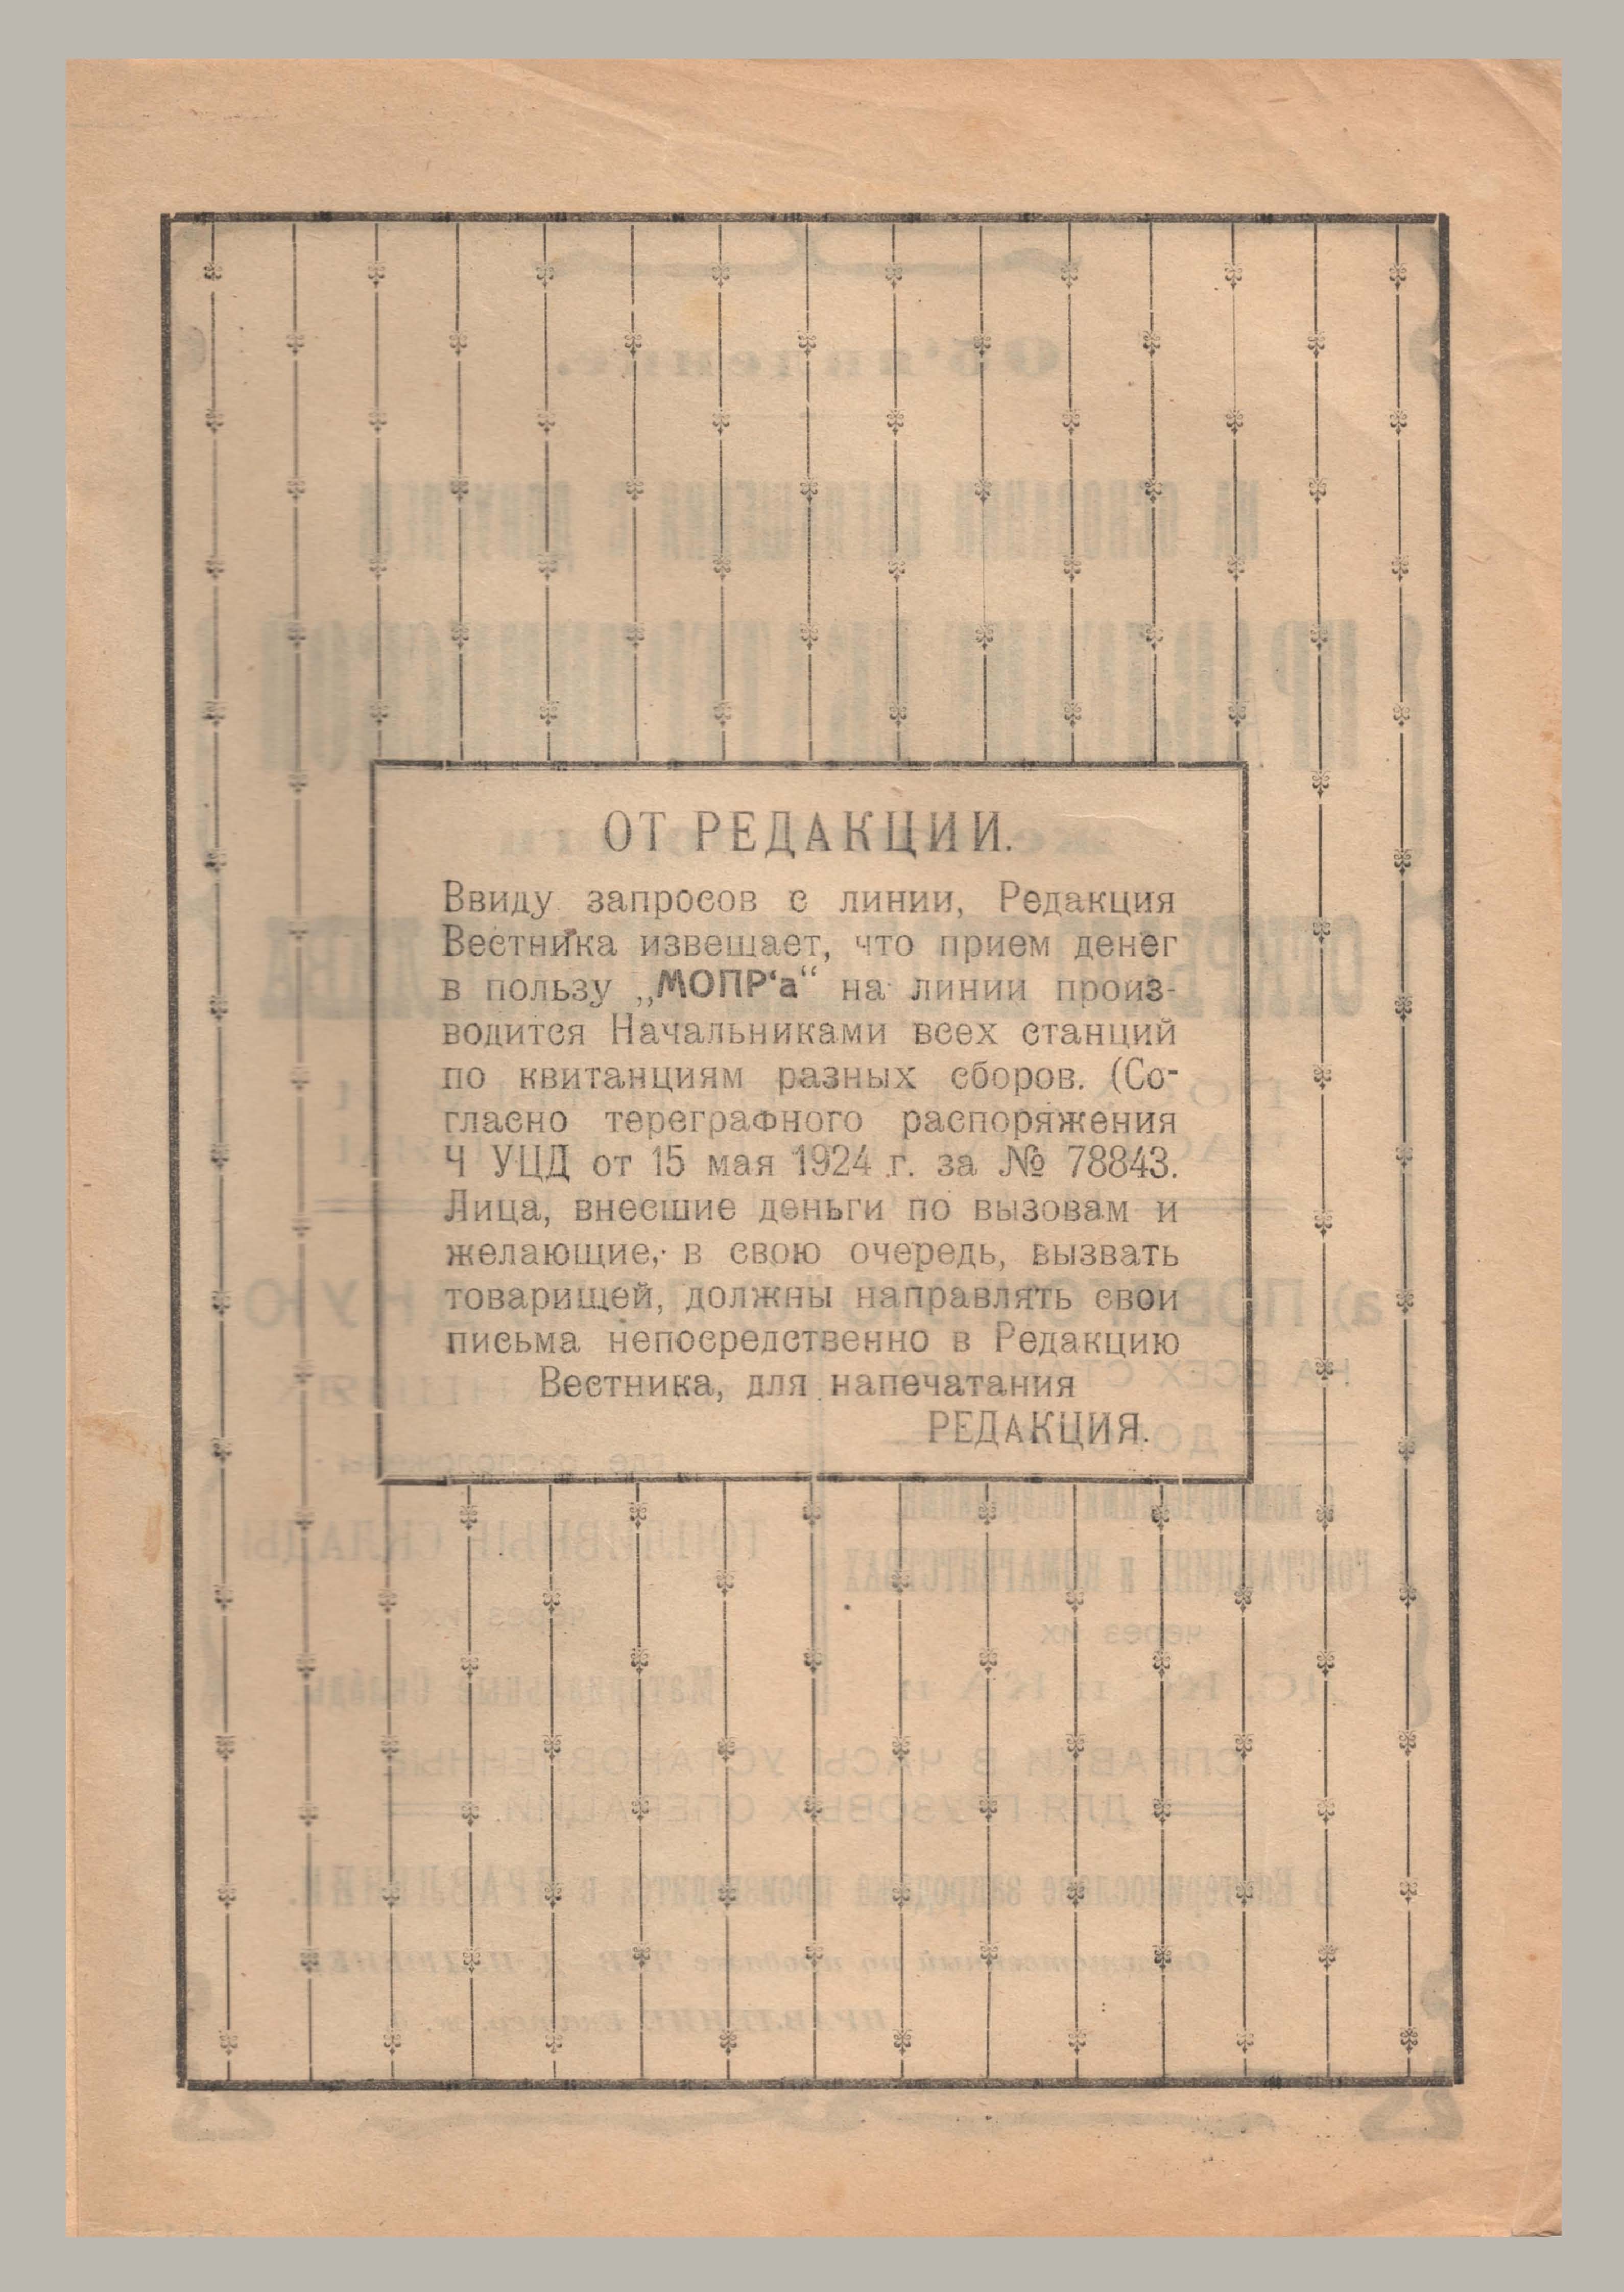 ОТ РЕДАКЦИИ.
Ввиду запросов с линии, Редакция
Вестника извещает, что прием денег
в пользу „МОПР‘а“ на линии произ-
водится Начальниками всех станций
по квитанциям разных сборов. (Со-
гласно тереграфного распоряжения
Ч УЦД от 15 мая 1924 г. за № 78843.
Лица, внесшие деньги по вызовам и
желающие, в свою очередь, вызвать
товарищей, должны направлять свои
письма непосредственно в Редакцию
Вестника, для напечатания
РЕДАКЦИЯ.